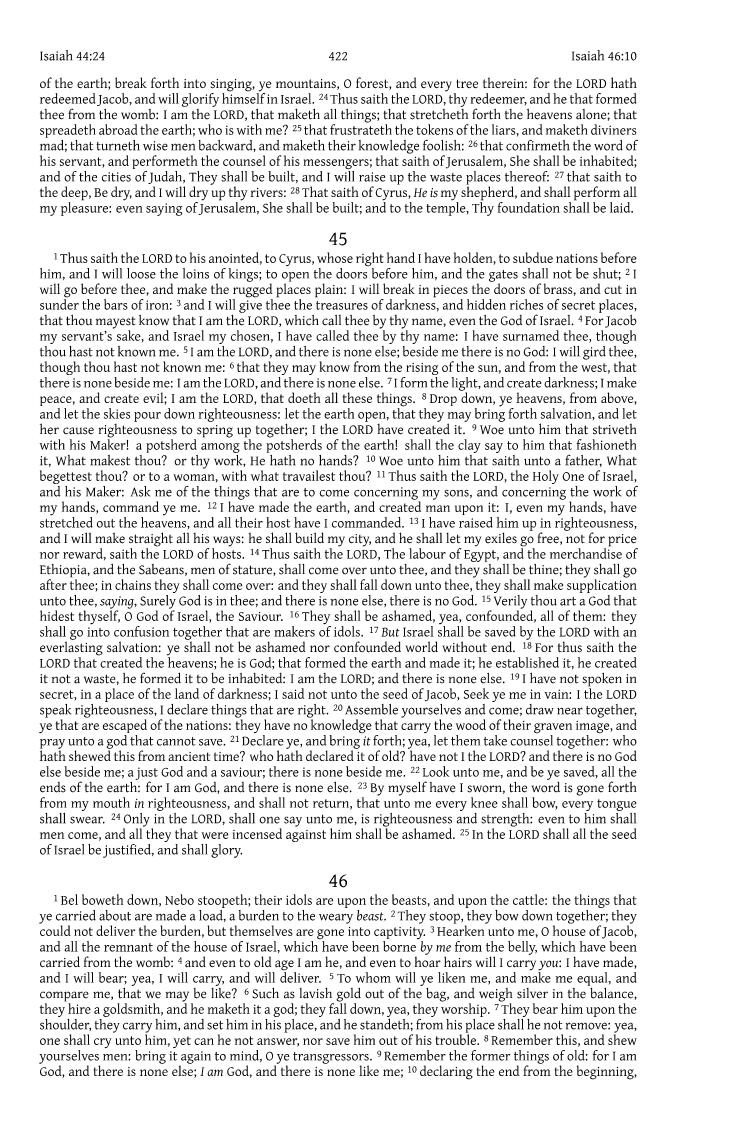 Isaiah 44:24 422 Isaiah 46:10
of the earth; break forth into singing, ye mountains, O forest, and every tree therein: for the LORD hath
redeemed Jacob, and will glorify himself in Israel. 24 Thus saith the LORD, thy redeemer, and he that formed
thee from the womb: I am the LORD, that maketh all things; that stretcheth forth the heavens alone; that
spreadeth abroad the earth; who is with me? 25 that frustrateth the tokens of the liars, and maketh diviners
mad; that turneth wise men backward, and maketh their knowledge foolish: 26 that confirmeth the word of
his servant, and performeth the counsel of his messengers; that saith of Jerusalem, She shall be inhabited;
and of the cities of Judah, They shall be built, and I will raise up the waste places thereof: 27 that saith to
the deep, Be dry, and I will dry up thy rivers: 28 That saith of Cyrus, He is my shepherd, and shall perform all
my pleasure: even saying of Jerusalem, She shall be built; and to the temple, Thy foundation shall be laid.
45
1 Thus saith the LORD to his anointed, to Cyrus, whose right hand I have holden, to subdue nations before
him, and I will loose the loins of kings; to open the doors before him, and the gates shall not be shut; 2 I
will go before thee, and make the rugged places plain: I will break in pieces the doors of brass, and cut in
sunder the bars of iron: 3 and I will give thee the treasures of darkness, and hidden riches of secret places,
that thou mayest know that I am the LORD, which call thee by thy name, even the God of Israel. 4 For Jacob
my servant's sake, and Israel my chosen, I have called thee by thy name: I have surnamed thee, though
thou hast not known me. 5 I am the LORD, and there is none else; beside me there is no God: I will gird thee,
though thou hast not known me: 6 that they may know from the rising of the sun, and from the west, that
there is none beside me: I am the LORD, and there is none else. 7 I form the light, and create darkness; I make
peace, and create evil; I am the LORD, that doeth all these things. 8 Drop down, ye heavens, from above,
and let the skies pour down righteousness: let the earth open, that they may bring forth salvation, and let
her cause righteousness to spring up together; I the LORD have created it. 9 Woe unto him that striveth
with his Maker! a potsherd among the potsherds of the earth! shall the clay say to him that fashioneth
it, What makest thou? or thy work, He hath no hands? 10 Woe unto him that saith unto a father, What
begettest thou? or to a woman, with what travailest thou? 11 Thus saith the LORD, the Holy One of Israel,
and his Maker: Ask me of the things that are to come concerning my sons, and concerning the work of
my hands, command ye me. 12 I have made the earth, and created man upon it: I, even my hands, have
stretched out the heavens, and all their host have I commanded. 13 I have raised him up in righteousness,
and I will make straight all his ways: he shall build my city, and he shall let my exiles go free, not for price
nor reward, saith the LORD of hosts. 14 Thus saith the LORD, The labour of Egypt, and the merchandise of
Ethiopia, and the Sabeans, men of stature, shall come over unto thee, and they shall be thine; they shall go
after thee; in chains they shall come over: and they shall fall down unto thee, they shall make supplication
unto thee, saying, Surely God is in thee; and there is none else, there is no God. 15 Verily thou art a God that
hidest thyself, O God of Israel, the Saviour. 16 They shall be ashamed, yea, confounded, all of them: they
shall go into confusion together that are makers of idols. 17 But Israel shall be saved by the LORD with an
everlasting salvation: ye shall not be ashamed nor confounded world without end. 18 For thus saith the
LORD that created the heavens; he is God; that formed the earth and made it; he established it, he created
it not a waste, he formed it to be inhabited: I am the LORD; and there is none else. 19 I have not spoken in
secret, in a place of the land of darkness; I said not unto the seed of Jacob, Seek ye me in vain: I the LORD
speak righteousness, I declare things that are right. 20 Assemble yourselves and come; draw near together,
ye that are escaped of the nations: they have no knowledge that carry the wood of their graven image, and
pray unto a god that cannot save. 21 Declare ye, and bring it forth; yea, let them take counsel together: who
hath shewed this from ancient time? who hath declared it of old? have not I the LORD? and there is no God
else beside me; a just God and a saviour; there is none beside me. 22 Look unto me, and be ye saved, all the
ends of the earth: for I am God, and there is none else. 23 By myself have I sworn, the word is gone forth
from my mouth in righteousness, and shall not return, that unto me every knee shall bow, every tongue
shall swear. 24 Only in the LORD, shall one say unto me, is righteousness and strength: even to him shall
men come, and all they that were incensed against him shall be ashamed. 25 In the LORD shall all the seed
of Israel be justified, and shall glory.
46
1 Bel boweth down, Nebo stoopeth; their idols are upon the beasts, and upon the cattle: the things that
ye carried about are made a load, a burden to the weary beast. 2 They stoop, they bow down together; they
could not deliver the burden, but themselves are gone into captivity. 3 Hearken unto me, O house of Jacob,
and all the remnant of the house of Israel, which have been borne by me from the belly, which have been
carried from the womb: 4 and even to old age I am he, and even to hoar hairs will I carry you: I have made,
and I will bear; yea, I will carry, and will deliver. 5 To whom will ye liken me, and make me equal, and
compare me, that we may be like? 6 Such as lavish gold out of the bag, and weigh silver in the balance,
they hire a goldsmith, and he maketh it a god; they fall down, yea, they worship. 7 They bear him upon the
shoulder, they carry him, and set him in his place, and he standeth; from his place shall he not remove: yea,
one shall cry unto him, yet can he not answer, nor save him out of his trouble. 8 Remember this, and shew
yourselves men: bring it again to mind, O ye transgressors. 9 Remember the former things of old: for I am
God, and there is none else; I am God, and there is none like me; 10 declaring the end from the beginning,